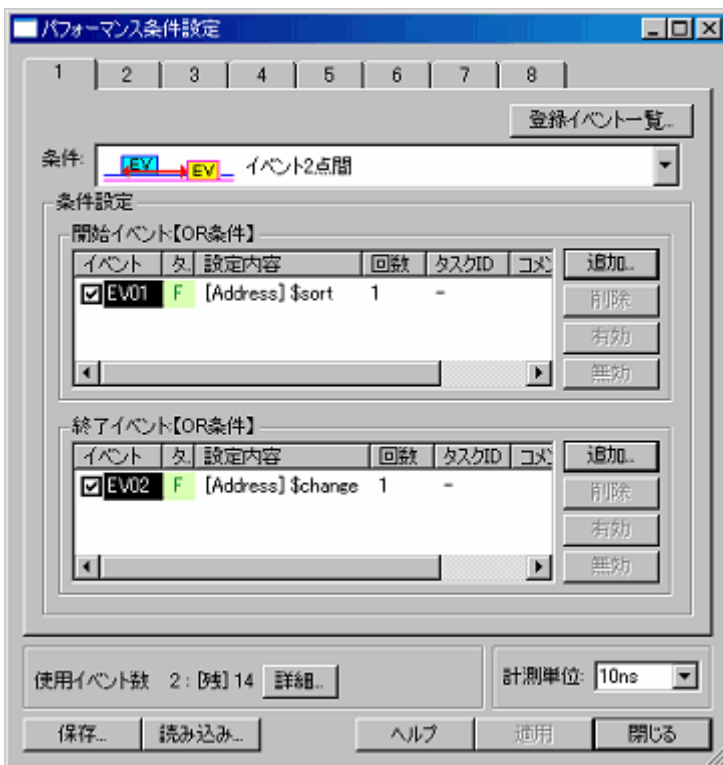 パフォーマンス条件設定
1 2 3 4 5 6 7 8
登録イベント一覧...
条件: EV EV イベント2点間
条件設定
開始イベント【OR条件】
イベント タ. 設定内容 回数 タスクID コメ
EV01 F [Address] $sort 1 -
追加...
削除
有効
無効
終了イベント【OR条件】
イベント タ. 設定内容 回数 タスクID コメ
EV02 F [Address] $change 1 -
追加...
削除
有効
無効
使用イベント数 2 : [残] 14 詳細... 計測単位: 10ns
保存... 読み込み... ヘルプ 適用 閉じる